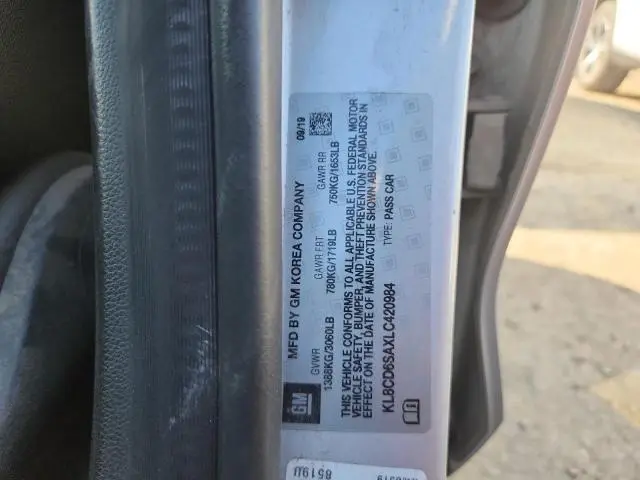 MFD BY GM KOREA COMPANY 09/19
GVWR GAWR FRT GAWR RR
1388KG/3060LB 780KG/1719LB 750KG/1653LB
THIS VEHICLE CONFORMS TO ALL APPLICABLE U.S. FEDERAL MOTOR
VEHICLE SAFETY, BUMPER, AND THEFT PREVENTION STANDARDS IN
EFFECT ON THE DATE OF MANUFACTURE SHOWN ABOVE.
TYPE: PASS CAR
KL8CD6SAXLC420984
GM
8519